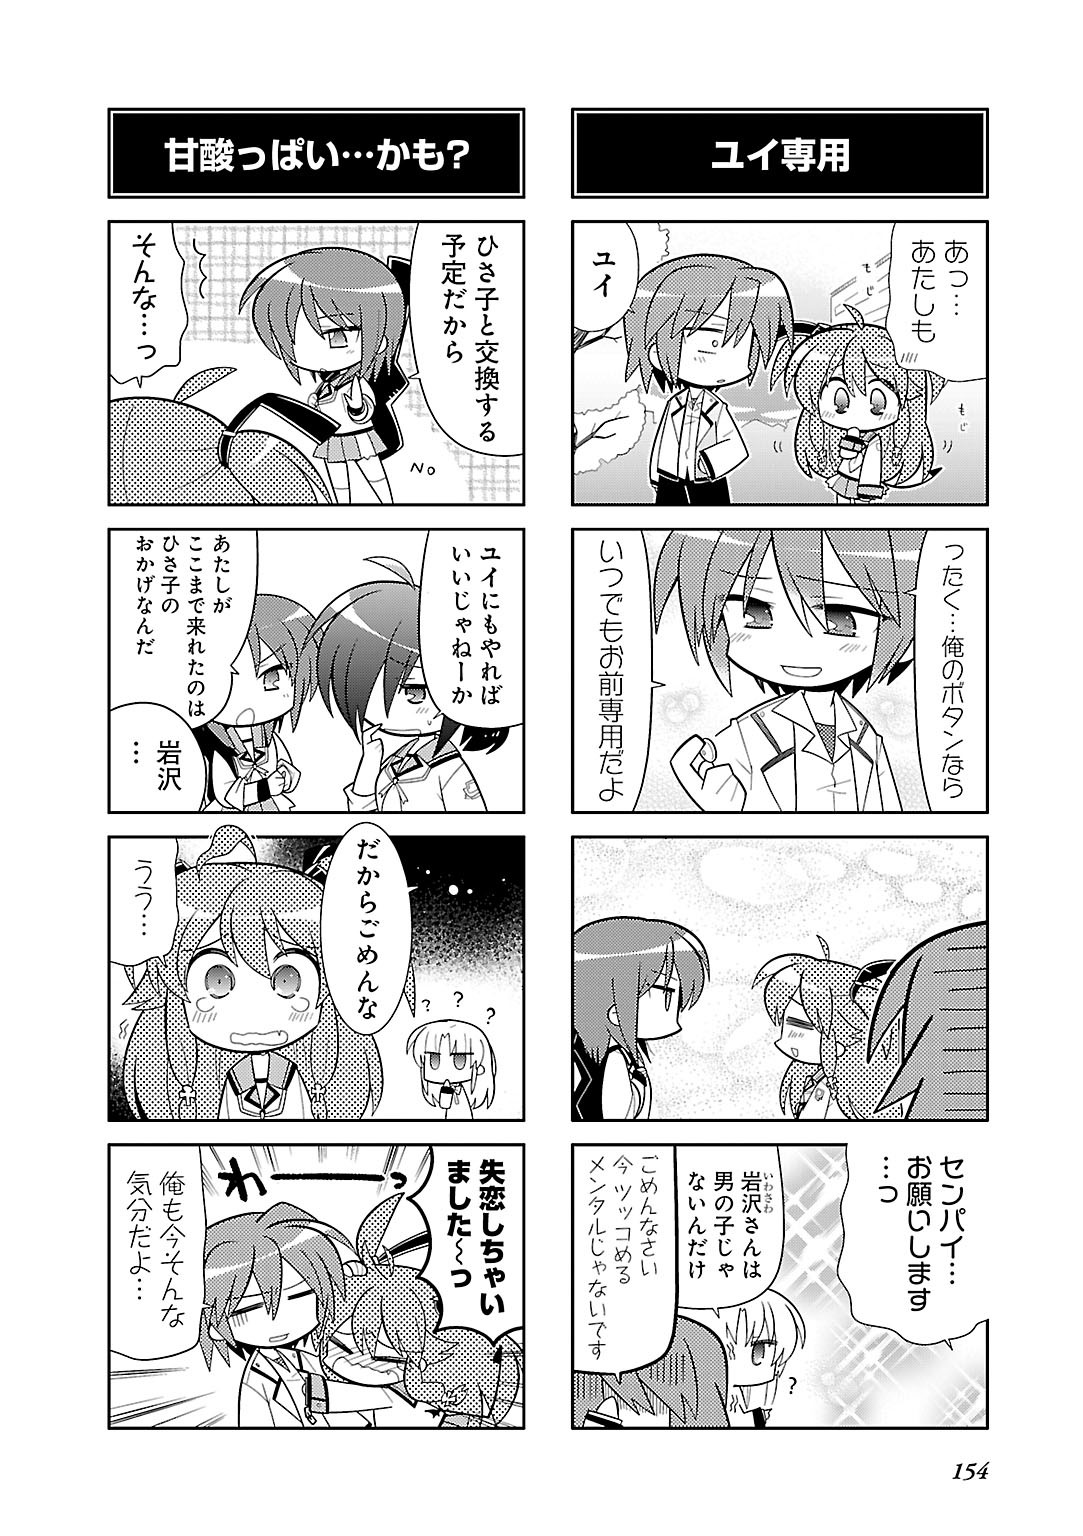 ユイ専用
あっ…
あたしも
もじ
もじ
ユイ
ったく…俺のボタンなら
いつでもお前専用だよ
センパイ…
お願いします
…っ
岩沢さんは
いわさわ
男の子じゃ
ないんだけど
?
ごめんなさい
今ツッコめる
メンタルじゃないです
甘酸っぱい…かも?
ひさ子と交換する
予定だから
NO
そんな…っ
ユイにもやれば
いいじゃねーか
あたしが
ここまで来れたのは
ひさ子の
おかげなんだ
岩沢
…
だからごめんな
? ? ?
うう…
失恋しちゃい
ました〜っ
わーーっ
俺も今そんな
気分だよ…
154